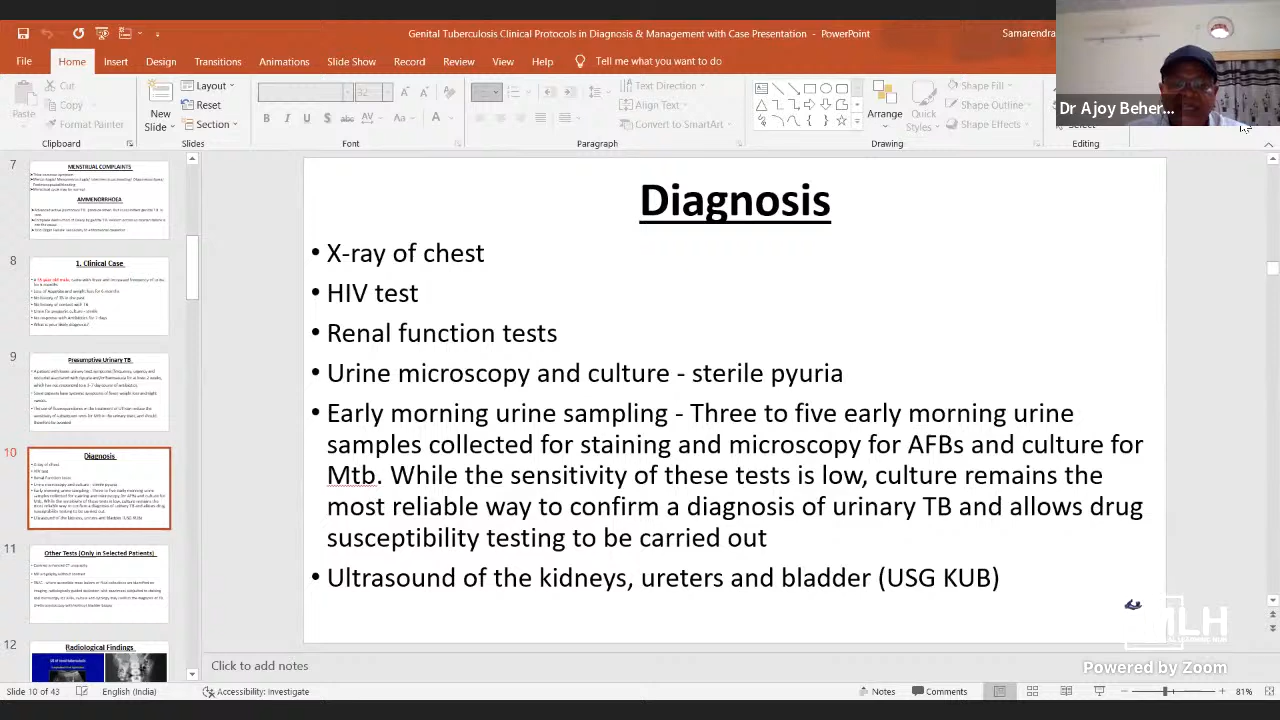 Genital Tuberculosis Clinical Protocols in Diagnosis & Management with Case Presentation - PowerPoint
Samarendra
File Home Insert Design Transitions Animations Slide Show Record Review View Help Tell me what you want to do
Dr Ajoy Beher...
Paste
Cut
Copy
Format Painter
Clipboard
New Slide
Layout
Reset
Section
Slides
Font
Text Direction
Align Text
Convert to SmartArt
Paragraph
Arrange
Quick Styles
Shape Fill
Shape Outline
Shape Effects
Drawing
Select
Editing
7
MENSTRUAL COMPLAINTS
AMMENORRHOEA
8
1. Clinical Case
9
Presumptive Urinary TB
10
Diagnosis
11
Other Tests (Only in Selected Patients)
12
Radiological Findings
Diagnosis
• X-ray of chest
• HIV test
• Renal function tests
• Urine microscopy and culture - sterile pyuria
• Early morning urine sampling - Three to five early morning urine
samples collected for staining and microscopy for AFBs and culture for
Mtb. While the sensitivity of these tests is low, culture remains the
most reliable way to confirm a diagnosis of urinary TB and allows drug
susceptibility testing to be carried out
• Ultrasound of the kidneys, ureters and bladder (USG KUB)
MLH
Powered by Zoom
Click to add notes
Slide 10 of 43 English (India) Accessibility: Investigate Notes Comments 81%